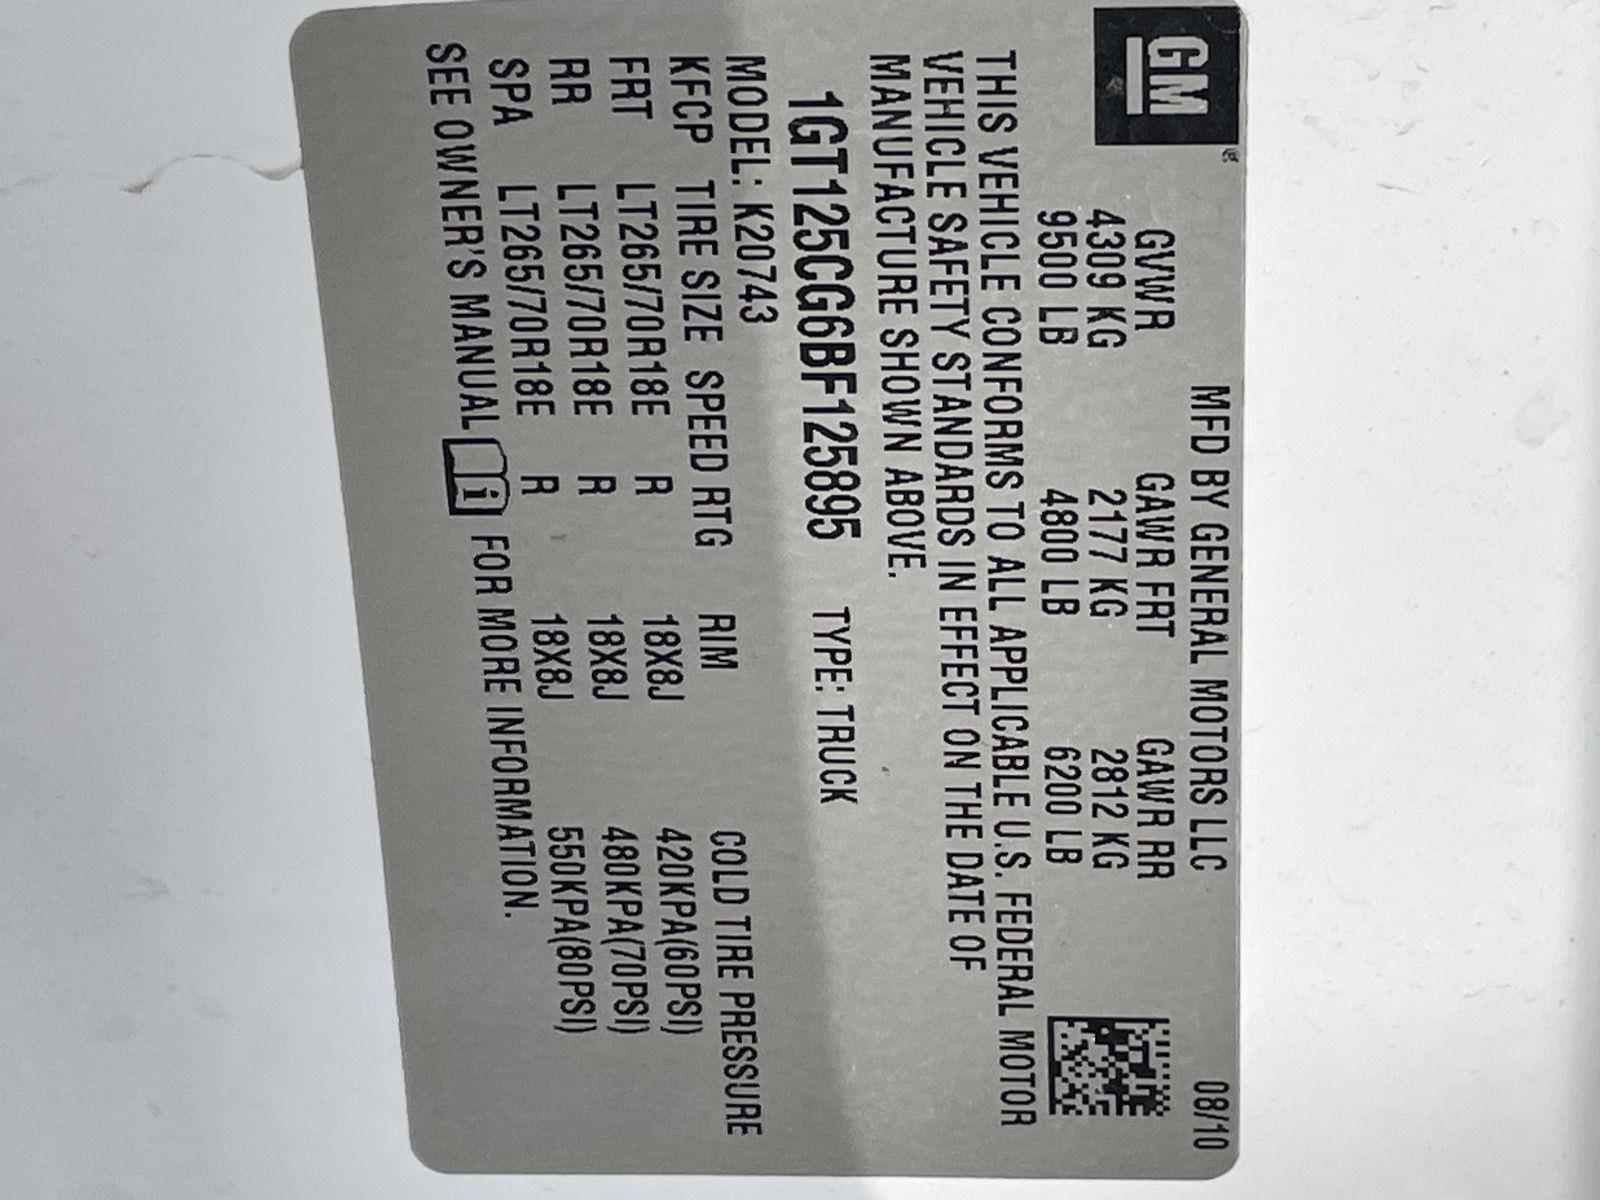 GM®
MFD BY GENERAL MOTORS LLC 08/10
GVWR GAWR FRT GAWR RR
4309 KG 2177 KG 2812 KG
9500 LB 4800 LB 6200 LB
THIS VEHICLE CONFORMS TO ALL APPLICABLE U.S. FEDERAL MOTOR
VEHICLE SAFETY STANDARDS IN EFFECT ON THE DATE OF
MANUFACTURE SHOWN ABOVE.
1GT125CG6BF125895 TYPE: TRUCK
MODEL: K20743
KFCP TIRE SIZE SPEED RTG RIM COLD TIRE PRESSURE
FRT LT265/70R18E R 18X8J 420KPA(60PSI)
RR LT265/70R18E R 18X8J 480KPA(70PSI)
SPA LT265/70R18E R 18X8J 550KPA(80PSI)
SEE OWNER'S MANUAL i FOR MORE INFORMATION.